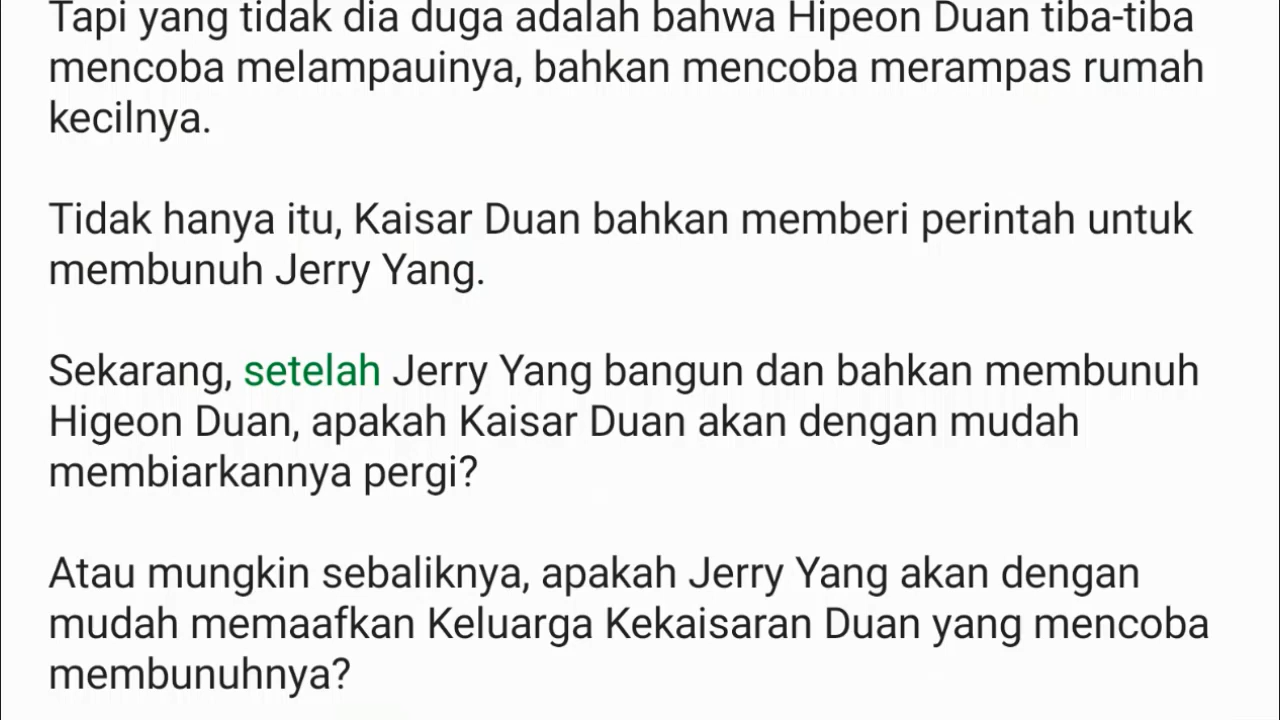 Tapi yang tidak dia duga adalah bahwa Hipeon Duan tiba-tiba
mencoba melampauinya, bahkan mencoba merampas rumah
kecilnya.
Tidak hanya itu, Kaisar Duan bahkan memberi perintah untuk
membunuh Jerry Yang.
Sekarang, setelah Jerry Yang bangun dan bahkan membunuh
Higeon Duan, apakah Kaisar Duan akan dengan mudah
membiarkannya pergi?
Atau mungkin sebaliknya, apakah Jerry Yang akan dengan
mudah memaafkan Keluarga Kekaisaran Duan yang mencoba
membunuhnya?